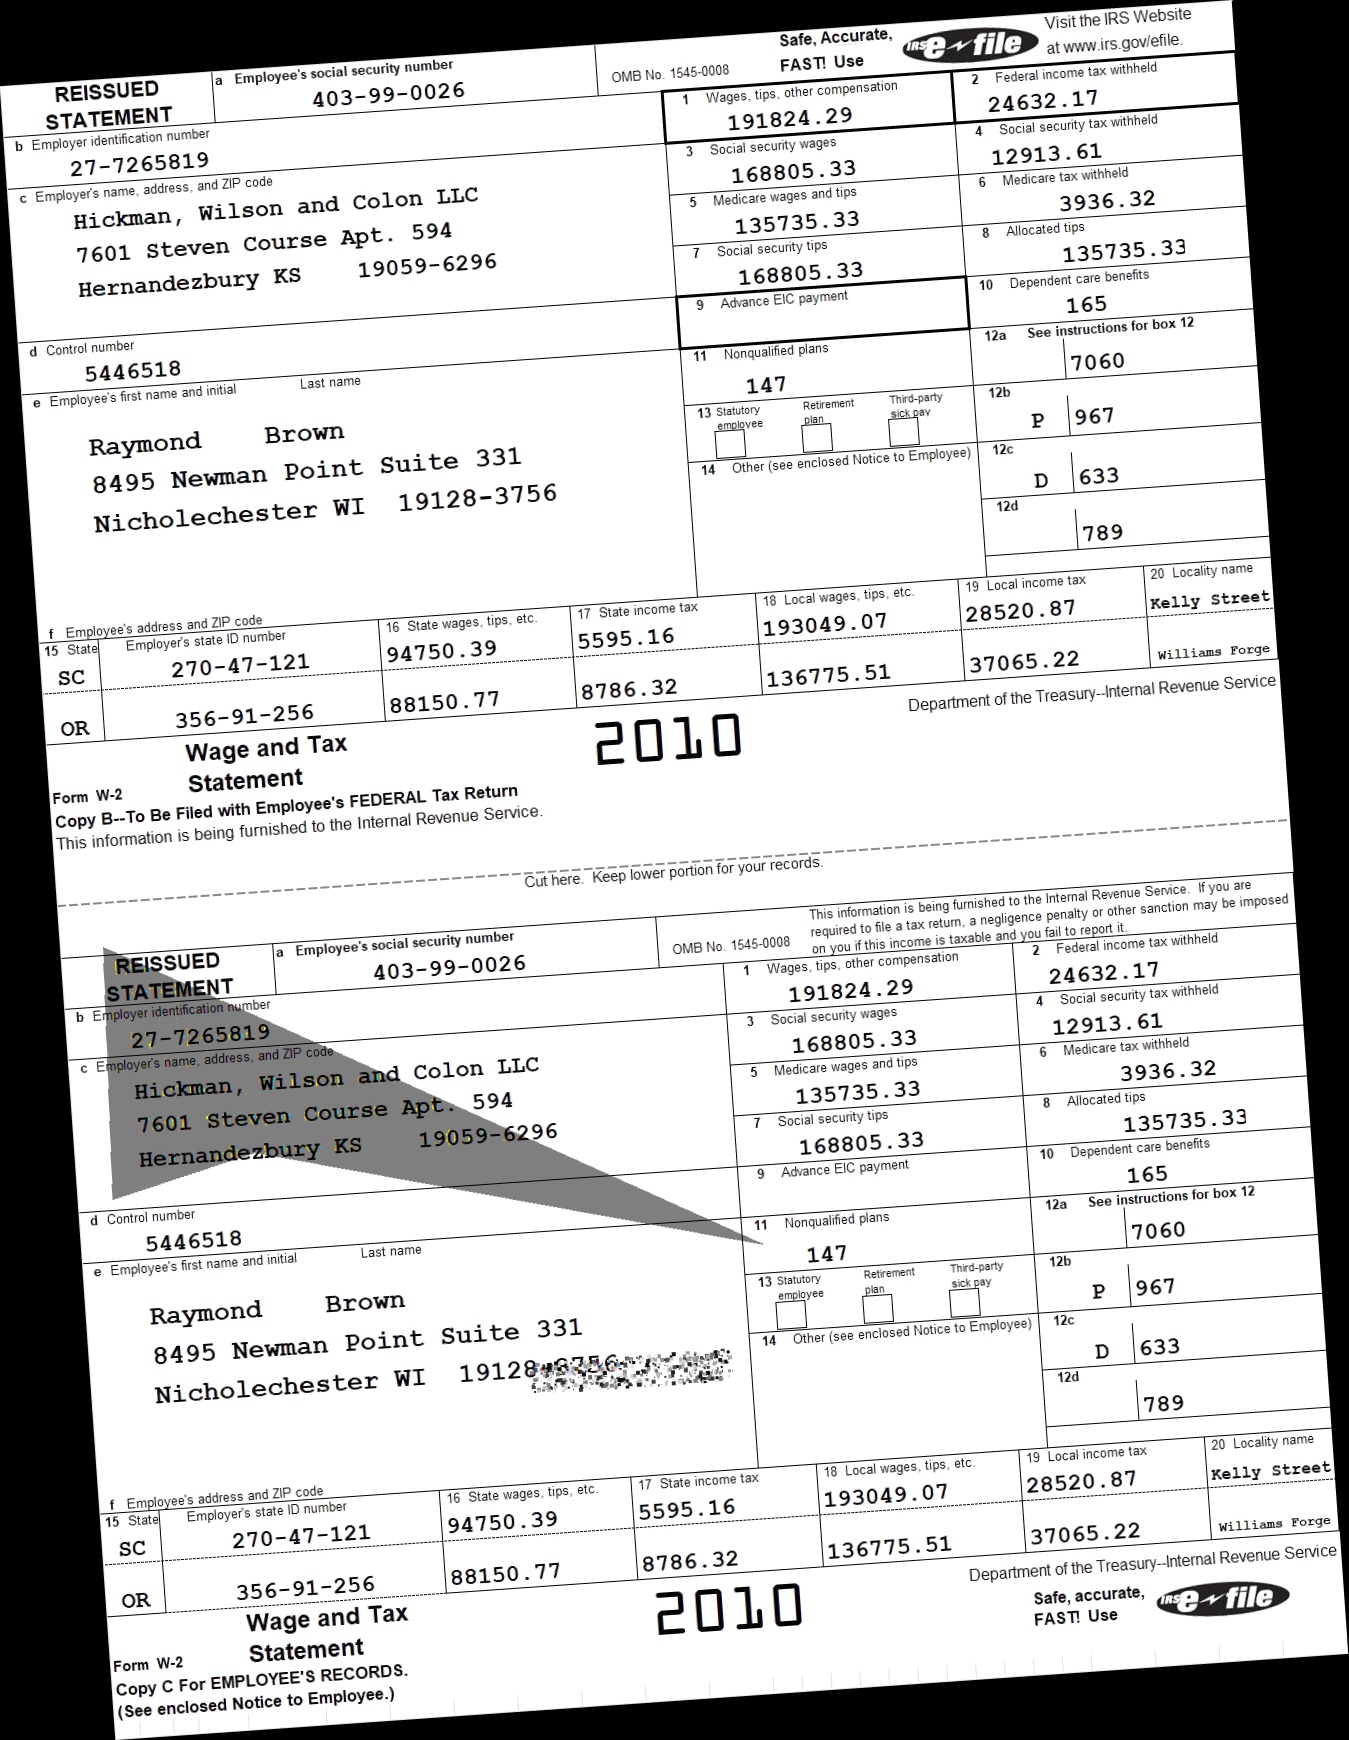 Safe, Accurate, FAST! Use IRS e-file Visit the IRS Website at www.irs.gov/efile.
REISSUED STATEMENT
a Employee's social security number
403-99-0026
OMB No. 1545-0008
1 Wages, tips, other compensation
191824.29
2 Federal income tax withheld
24632.17
b Employer identification number
27-7265819
3 Social security wages
168805.33
4 Social security tax withheld
12913.61
c Employer's name, address, and ZIP code
Hickman, Wilson and Colon LLC
7601 Steven Course Apt. 594
Hernandezbury KS 19059-6296
5 Medicare wages and tips
135735.33
6 Medicare tax withheld
3936.32
7 Social security tips
168805.33
8 Allocated tips
135735.33
d Control number
5446518
9 Advance EIC payment
10 Dependent care benefits
165
e Employee's first name and initial Last name
Raymond Brown
8495 Newman Point Suite 331
Nicholechester WI 19128-3756
11 Nonqualified plans
147
12a See instructions for box 12
7060
13 Statutory employee
Retirement plan
Third-party sick pay
12b
P 967
14 Other (see enclosed Notice to Employee)
12c
D 633
12d
789
f Employee's address and ZIP code
15 State Employer's state ID number
16 State wages, tips, etc.
17 State income tax
18 Local wages, tips, etc.
19 Local income tax
20 Locality name
SC 270-47-121 94750.39 5595.16 193049.07 28520.87 Kelly Street
OR 356-91-256 88150.77 8786.32 136775.51 37065.22 Williams Forge
Wage and Tax
Statement
Form W-2
2010
Department of the Treasury--Internal Revenue Service
Copy B--To Be Filed with Employee's FEDERAL Tax Return
This information is being furnished to the Internal Revenue Service.
Cut here. Keep lower portion for your records.
This information is being furnished to the Internal Revenue Service. If you are
required to file a tax return, a negligence penalty or other sanction may be imposed
on you if this income is taxable and you fail to report it.
REISSUED STATEMENT
a Employee's social security number
403-99-0026
OMB No. 1545-0008
1 Wages, tips, other compensation
191824.29
2 Federal income tax withheld
24632.17
b Employer identification number
27-7265819
3 Social security wages
168805.33
4 Social security tax withheld
12913.61
c Employer's name, address, and ZIP code
Hickman, Wilson and Colon LLC
7601 Steven Course Apt. 594
Hernandezbury KS 19059-6296
5 Medicare wages and tips
135735.33
6 Medicare tax withheld
3936.32
7 Social security tips
168805.33
8 Allocated tips
135735.33
d Control number
5446518
9 Advance EIC payment
10 Dependent care benefits
165
e Employee's first name and initial Last name
Raymond Brown
8495 Newman Point Suite 331
Nicholechester WI
11 Nonqualified plans
147
12a See instructions for box 12
7060
13 Statutory employee
Retirement plan
Third-party sick pay
12b
P 967
14 Other (see enclosed Notice to Employee)
12c
D 633
12d
789
f Employee's address and ZIP code
15 State Employer's state ID number
16 State wages, tips, etc.
17 State income tax
18 Local wages, tips, etc.
19 Local income tax
20 Locality name
SC 270-47-121 94750.39 5595.16 193049.07 28520.87 Kelly Street
OR 356-91-256 88150.77 8786.32 136775.51 37065.22 Williams Forge
Wage and Tax
Statement
Form W-2
2010
Department of the Treasury--Internal Revenue Service
Safe, accurate, FAST! Use IRS e-file
Copy C For EMPLOYEE'S RECORDS.
(See enclosed Notice to Employee.)